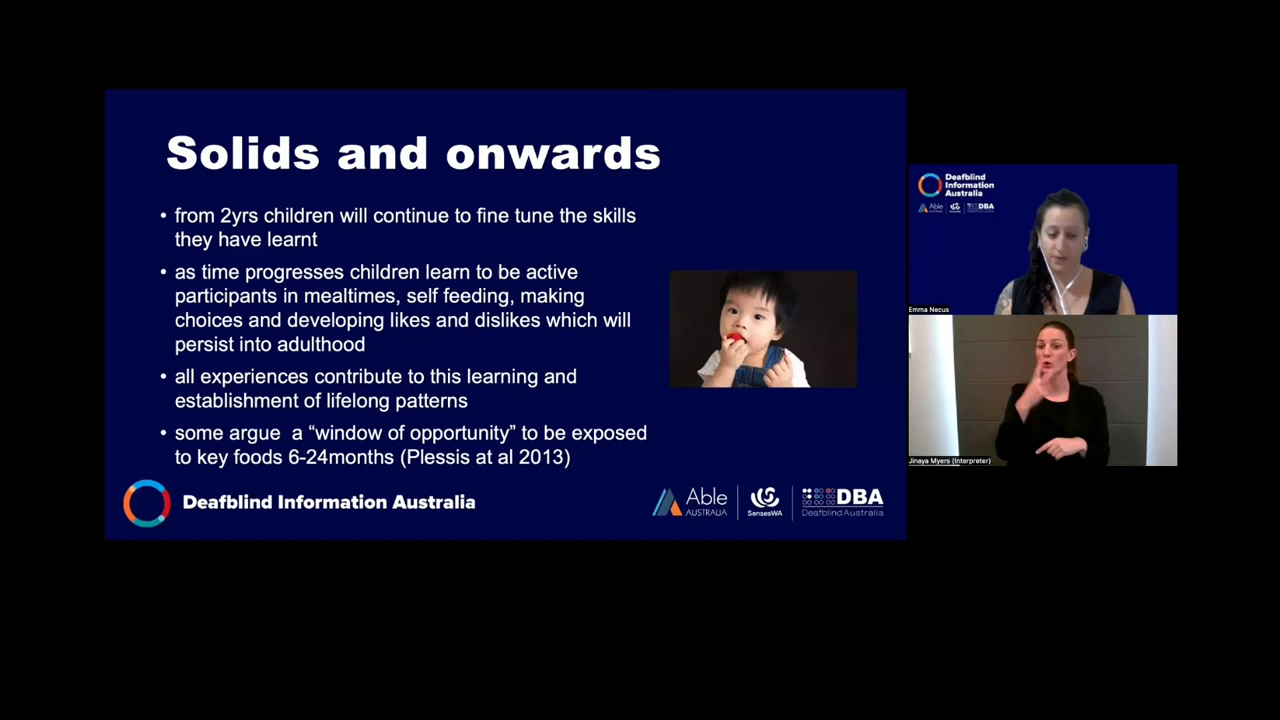 Solids and onwards
• from 2yrs children will continue to fine tune the skills
they have learnt
• as time progresses children learn to be active
participants in mealtimes, self feeding, making
choices and developing likes and dislikes which will
persist into adulthood
• all experiences contribute to this learning and
establishment of lifelong patterns
• some argue a “window of opportunity” to be exposed
to key foods 6-24months (Plessis at al 2013)
Deafblind Information Australia
Able
AUSTRALIA
SensesWA
DBA
DeafblindAustralia
Deafblind
Information
Australia
Able
DBA
Emma Necus
Jinaya Myers (Interpreter)